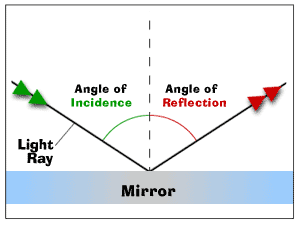 Angle of
Incidence
Angle of
Reflection
Light
Ray
Mirror